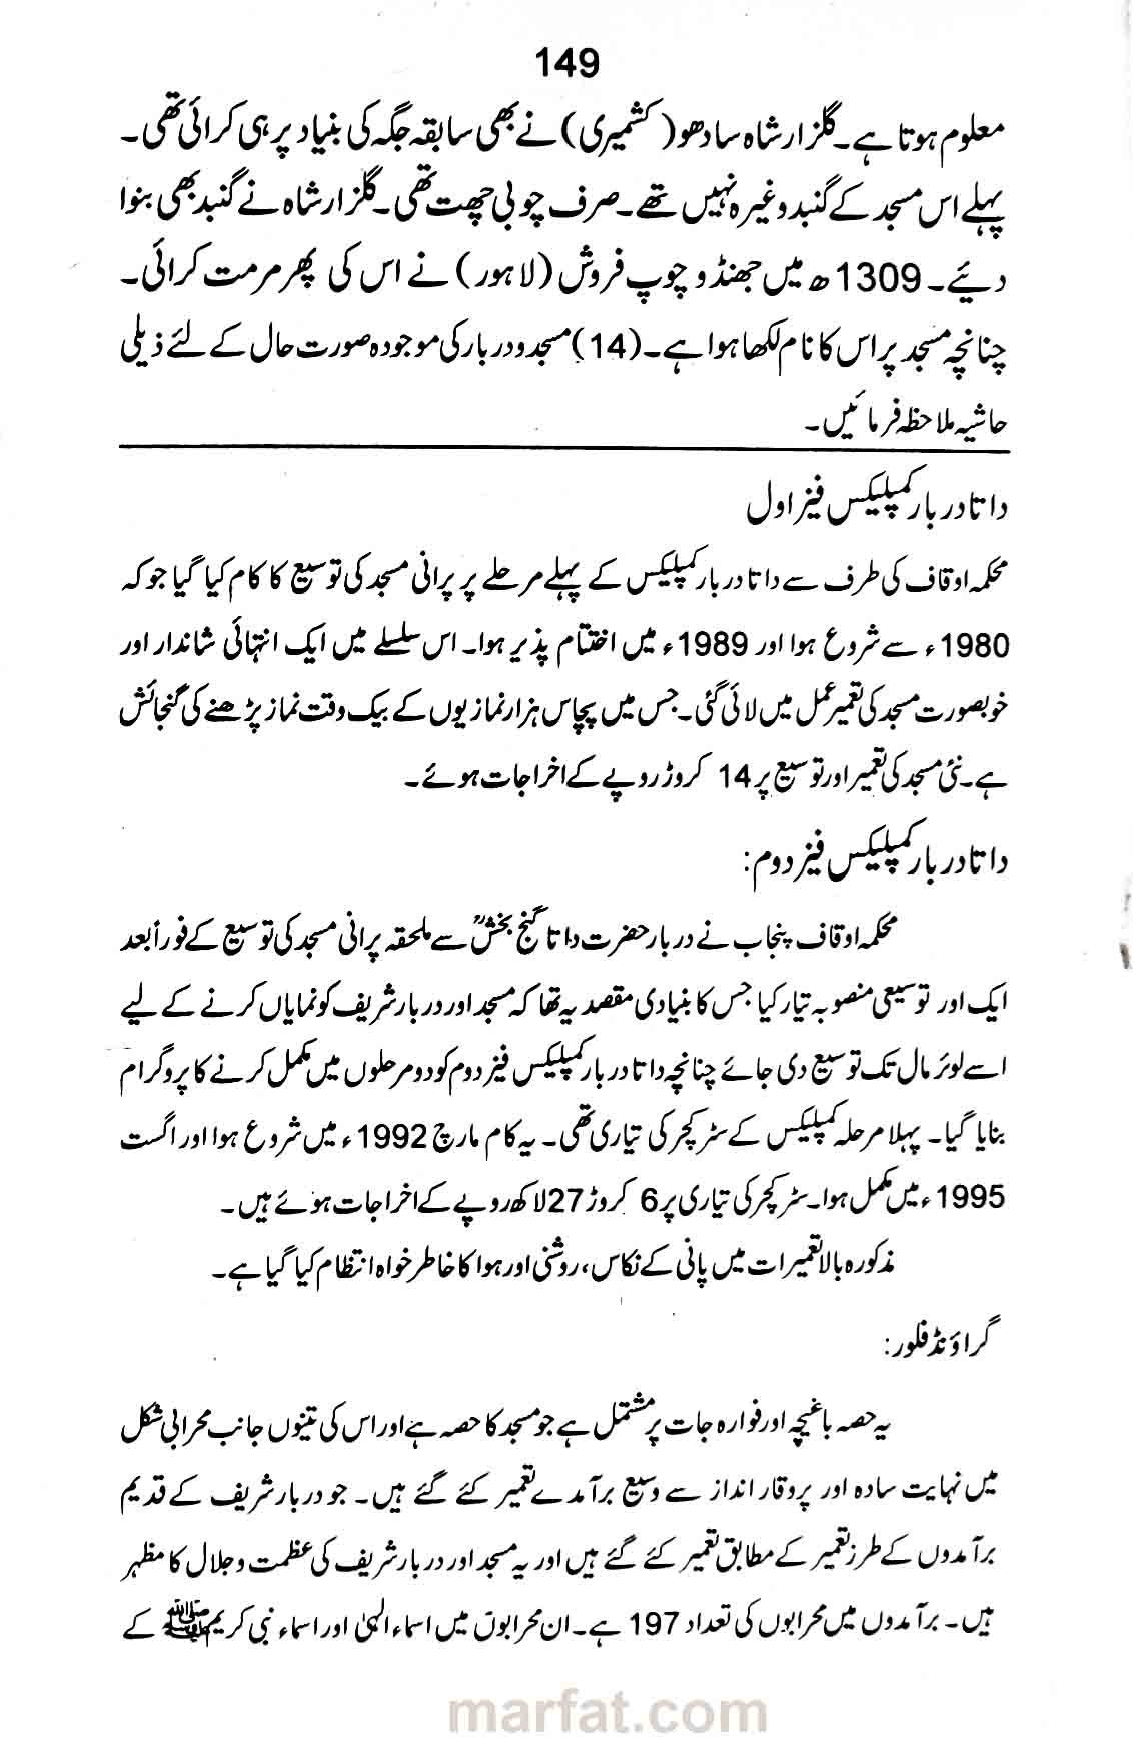 149
معلوم ہوتا ہے۔ گلزار شاہ سادھو (کشمیری) نے بھی سابقہ جگہ کی بنیاد پر ہی کرائی تھی۔
پہلے اس مسجد کے گنبد وغیرہ نہیں تھے۔ صرف چوبی چھت تھی۔ گلزار شاہ نے گنبد بھی بنوا
دیئے۔ 1309ھ میں جھنڈو چوپ فروش (لاہور) نے اس کی پھر مرمت کرائی۔
چنانچہ مسجد پر اس کا نام لکھا ہوا ہے۔ (14) مسجد و دربار کی موجودہ صورت حال کے لئے ذیلی
حاشیہ ملاحظہ فرمائیں۔
داتا دربار کمپلیکس فیز اول
محکمہ اوقاف کی طرف سے داتا دربار کمپلیکس کے پہلے مرحلے پر پرانی مسجد کی توسیع کا کام کیا گیا جو کہ
1980ء سے شروع ہوا اور 1989ء میں اختتام پذیر ہوا۔ اس سلسلے میں ایک انتہائی شاندار اور
خوبصورت مسجد کی تعمیر عمل میں لائی گئی۔ جس میں پچاس ہزار نمازیوں کے بیک وقت نماز پڑھنے کی گنجائش
ہے۔ نئی مسجد کی تعمیر اور توسیع پر 14 کروڑ روپے کے اخراجات ہوئے۔
داتا دربار کمپلیکس فیز دوم:
محکمہ اوقاف پنجاب نے دربار حضرت داتا گنج بخشؒ سے ملحقہ پرانی مسجد کی توسیع کے فوراً بعد
ایک اور توسیعی منصوبہ تیار کیا جس کا بنیادی مقصد یہ تھا کہ مسجد اور دربار شریف کو نمایاں کرنے کے لیے
اسے لوئر مال تک توسیع دی جائے چنانچہ داتا دربار کمپلیکس فیز دوم کو دو مرحلوں میں مکمل کرنے کا پروگرام
بنایا گیا۔ پہلا مرحلہ کمپلیکس کے سٹرکچر کی تیاری تھی۔ یہ کام مارچ 1992ء میں شروع ہوا اور اگست
1995ء میں مکمل ہوا۔ سٹرکچر کی تیاری پر 6 کروڑ 27 لاکھ روپے کے اخراجات ہوئے ہیں۔
مذکورہ بالا تعمیرات میں پانی کے نکاس، روشنی اور ہوا کا خاطر خواہ انتظام کیا گیا ہے۔
گراؤنڈ فلور:
یہ حصہ باغیچہ اور فوارہ جات پر مشتمل ہے جو مسجد کا حصہ ہے اور اس کی تینوں جانب محرابی شکل
میں نہایت سادہ اور پروقار انداز سے وسیع برآمدے تعمیر کئے گئے ہیں۔ جو دربار شریف کے قدیم
برآمدوں کے طرز تعمیر کے مطابق تعمیر کئے گئے ہیں اور یہ مسجد اور دربار شریف کی عظمت و جلال کا مظہر
ہیں۔ برآمدوں میں محرابوں کی تعداد 197 ہے۔ ان محرابوں میں اسماء الہیٰ اور اسماء نبی کریم ﷺ کے
marfat.com